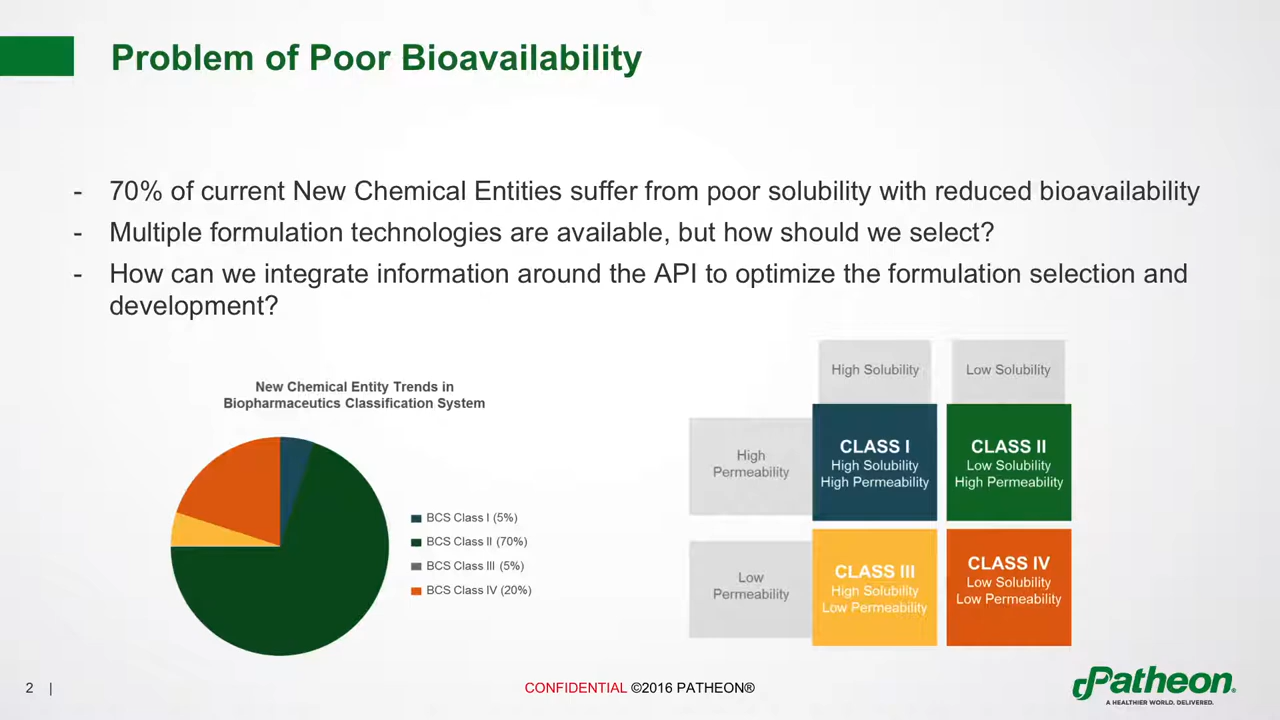 Problem of Poor Bioavailability
- 70% of current New Chemical Entities suffer from poor solubility with reduced bioavailability
- Multiple formulation technologies are available, but how should we select?
- How can we integrate information around the API to optimize the formulation selection and
development?
New Chemical Entity Trends in
Biopharmaceutics Classification System
BCS Class I (5%)
BCS Class II (70%)
BCS Class III (5%)
BCS Class IV (20%)
High Solubility
Low Solubility
High
Permeability
CLASS I
High Solubility
High Permeability
CLASS II
Low Solubility
High Permeability
Low
Permeability
CLASS III
High Solubility
Low Permeability
CLASS IV
Low Solubility
Low Permeability
2 |
CONFIDENTIAL ©2016 PATHEON®
Patheon®
A HEALTHIER WORLD. DELIVERED.